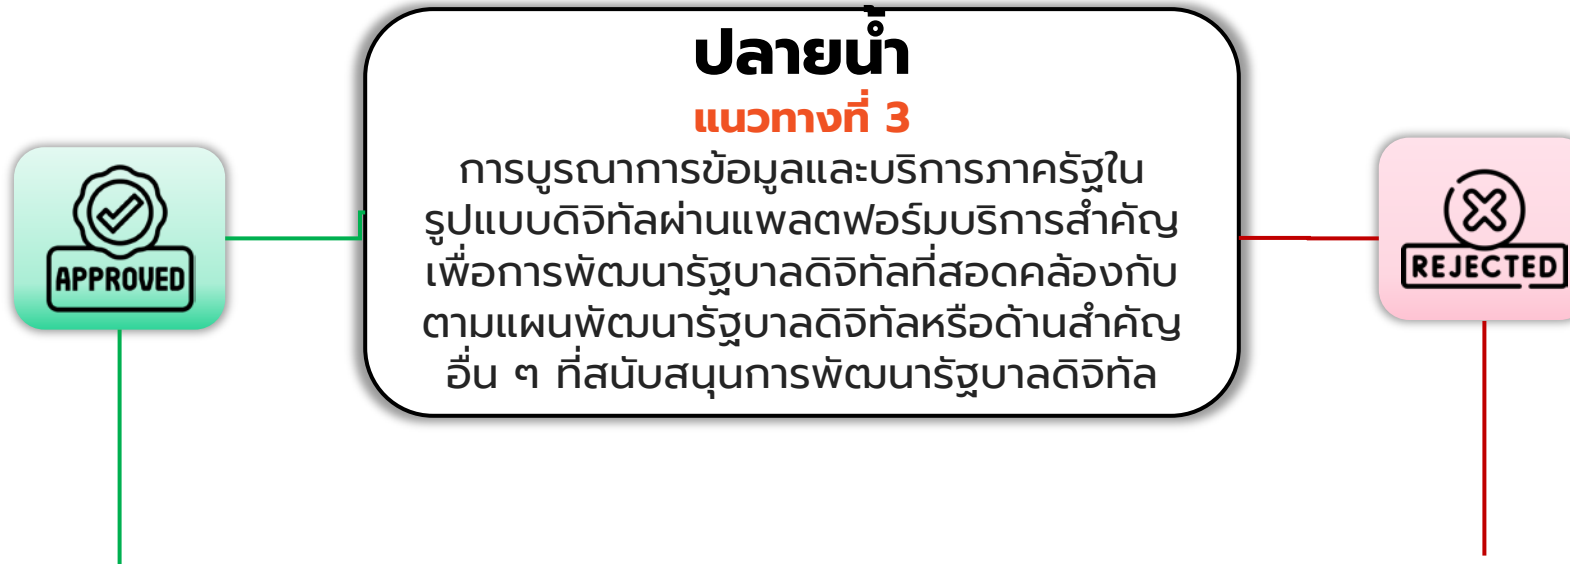 ปลายน้ำ
แนวทางที่ 3
การบูรณาการข้อมูลและบริการภาครัฐใน
รูปแบบดิจิทัลผ่านแพลตฟอร์มบริการสำคัญ
เพื่อการพัฒนารัฐบาลดิจิทัลที่สอดคล้องกับ
ตามแผนพัฒนารัฐบาลดิจิทัลหรือด้านสำคัญ
อื่น ๆ ที่สนับสนุนการพัฒนารัฐบาลดิจิทัล
APPROVED
REJECTED